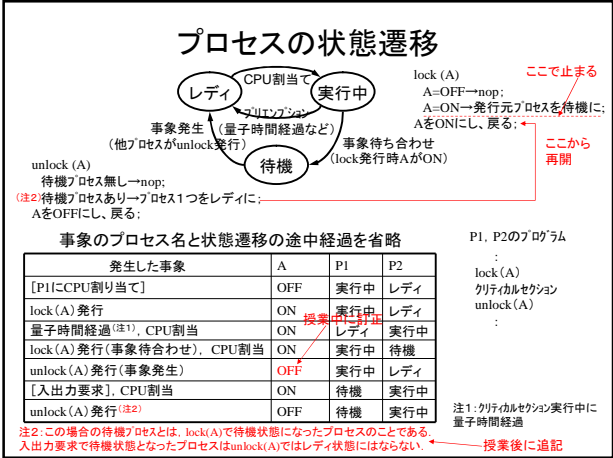 プロセスの状態遷移
CPU割当て
レディ
実行中
プリエンプション
(量子時間経過など)
事象発生
(他プロセスがunlock発行)
待機
事象待ち合わせ
(lock発行時AがON)
lock (A)
A=OFF→nop;
A=ON→発行元プロセスを待機に;
AをONにし、戻る;
ここで止まる
ここから
再開
unlock (A)
待機プロセス無し→nop;
(注2)待機プロセスあり→プロセス1つをレディに;
AをOFFにし、戻る;
事象のプロセス名と状態遷移の途中経過を省略
発生した事象 A P1 P2
[P1にCPU割り当て] OFF 実行中 レディ
lock(A)発行 ON 実行中 レディ
授業中に訂正
量子時間経過(注1), CPU割当 ON レディ 実行中
lock(A)発行(事象待合わせ), CPU割当 ON 実行中 待機
unlock(A)発行(事象発生) OFF 実行中 レディ
[入出力要求], CPU割当 ON 待機 実行中
unlock(A)発行(注2) OFF 待機 実行中
P1, P2のプログラム
:
lock(A)
クリティカルセクション
unlock(A)
:
注1:クリティカルセクション実行中に
量子時間経過
注2:この場合の待機プロセスとは, lock(A)で待機状態になったプロセスのことである.
入出力要求で待機状態となったプロセスはunlock(A)ではレディ状態にはならない.
授業後に追記